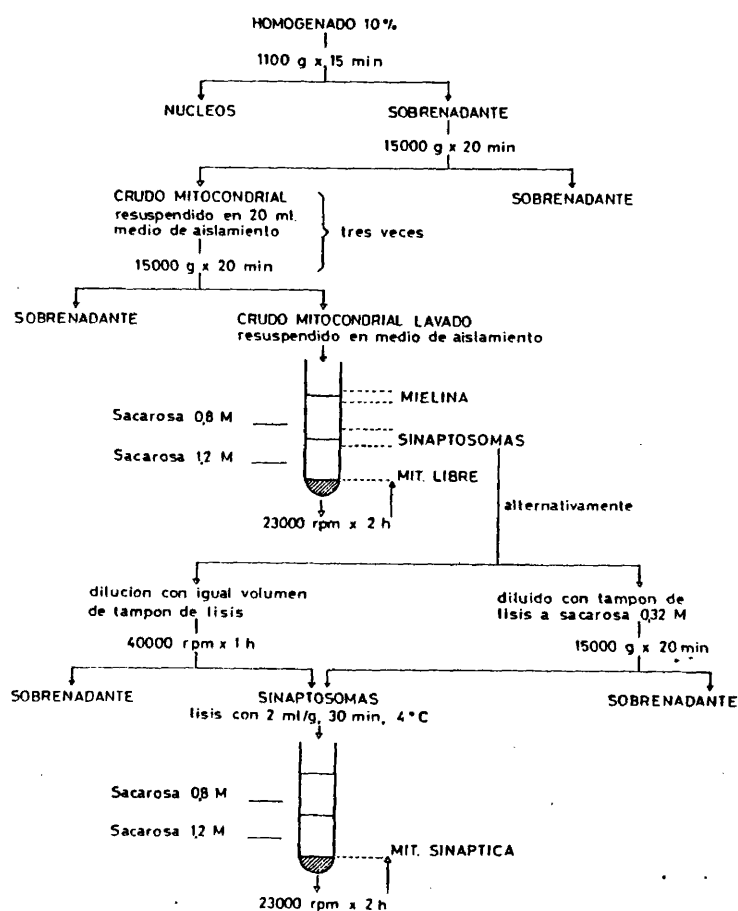 HOMOGENADO 10%
1100 g x 15 min
NUCLEOS
SOBRENADANTE
15000 g x 20 min
CRUDO MITOCONDRIAL
resuspendido en 20 ml.
medio de aislamiento
tres veces
SOBRENADANTE
15000 g x 20 min
SOBRENADANTE
CRUDO MITOCONDRIAL LAVADO
resuspendido en medio de aislamiento
MIELINA
Sacarosa 0,8 M
SINAPTOSOMAS
Sacarosa 1,2 M
MIT. LIBRE
23000 rpm x 2 h
alternativamente
dilucion con igual volumen
de tampon de lisis
diluido con tampon de
lisis a sacarosa 0,32 M
40000 rpm x 1 h
15000 g x 20 min
SOBRENADANTE
SINAPTOSOMAS
lisis con 2 ml/g, 30 min, 4°C
SOBRENADANTE
Sacarosa 0,8 M
Sacarosa 1,2 M
MIT. SINAPTICA
23000 rpm x 2 h